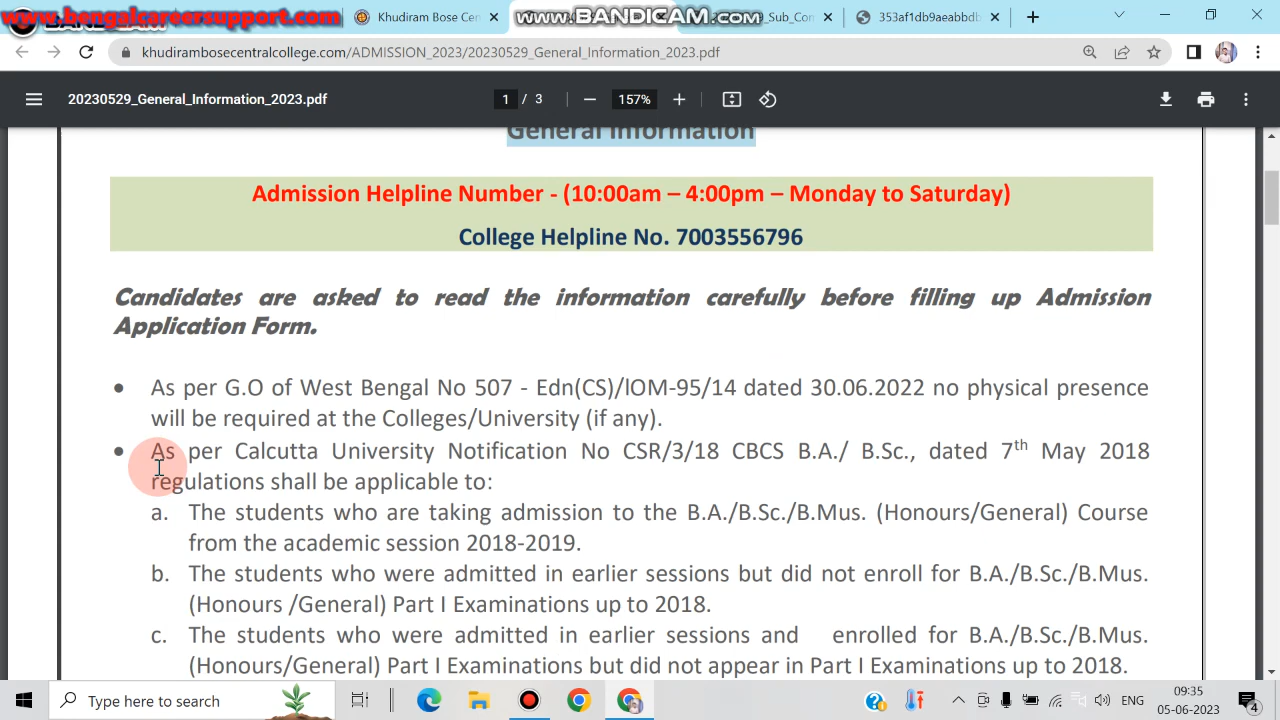 www.bengalcareersupport.com
Khudiram Bose Cen
www.BANDICAM.com
353af1db9aeabbdb
khudirambosecentralcollege.com/ADMISSION_2023/20230529_General_Information_2023.pdf
20230529_General_Information_2023.pdf
1 / 3
157%
General Information
Admission Helpline Number - (10:00am – 4:00pm – Monday to Saturday)
College Helpline No. 7003556796
Candidates are asked to read the information carefully before filling up Admission
Application Form.
• As per G.O of West Bengal No 507 - Edn(CS)/lOM-95/14 dated 30.06.2022 no physical presence
will be required at the Colleges/University (if any).
• As per Calcutta University Notification No CSR/3/18 CBCS B.A./ B.Sc., dated 7th May 2018
regulations shall be applicable to:
a. The students who are taking admission to the B.A./B.Sc./B.Mus. (Honours/General) Course
from the academic session 2018-2019.
b. The students who were admitted in earlier sessions but did not enroll for B.A./B.Sc./B.Mus.
(Honours /General) Part I Examinations up to 2018.
c. The students who were admitted in earlier sessions and enrolled for B.A./B.Sc./B.Mus.
(Honours/General) Part I Examinations but did not appear in Part I Examinations up to 2018.
Type here to search
ENG
09:35
05-06-2023
4